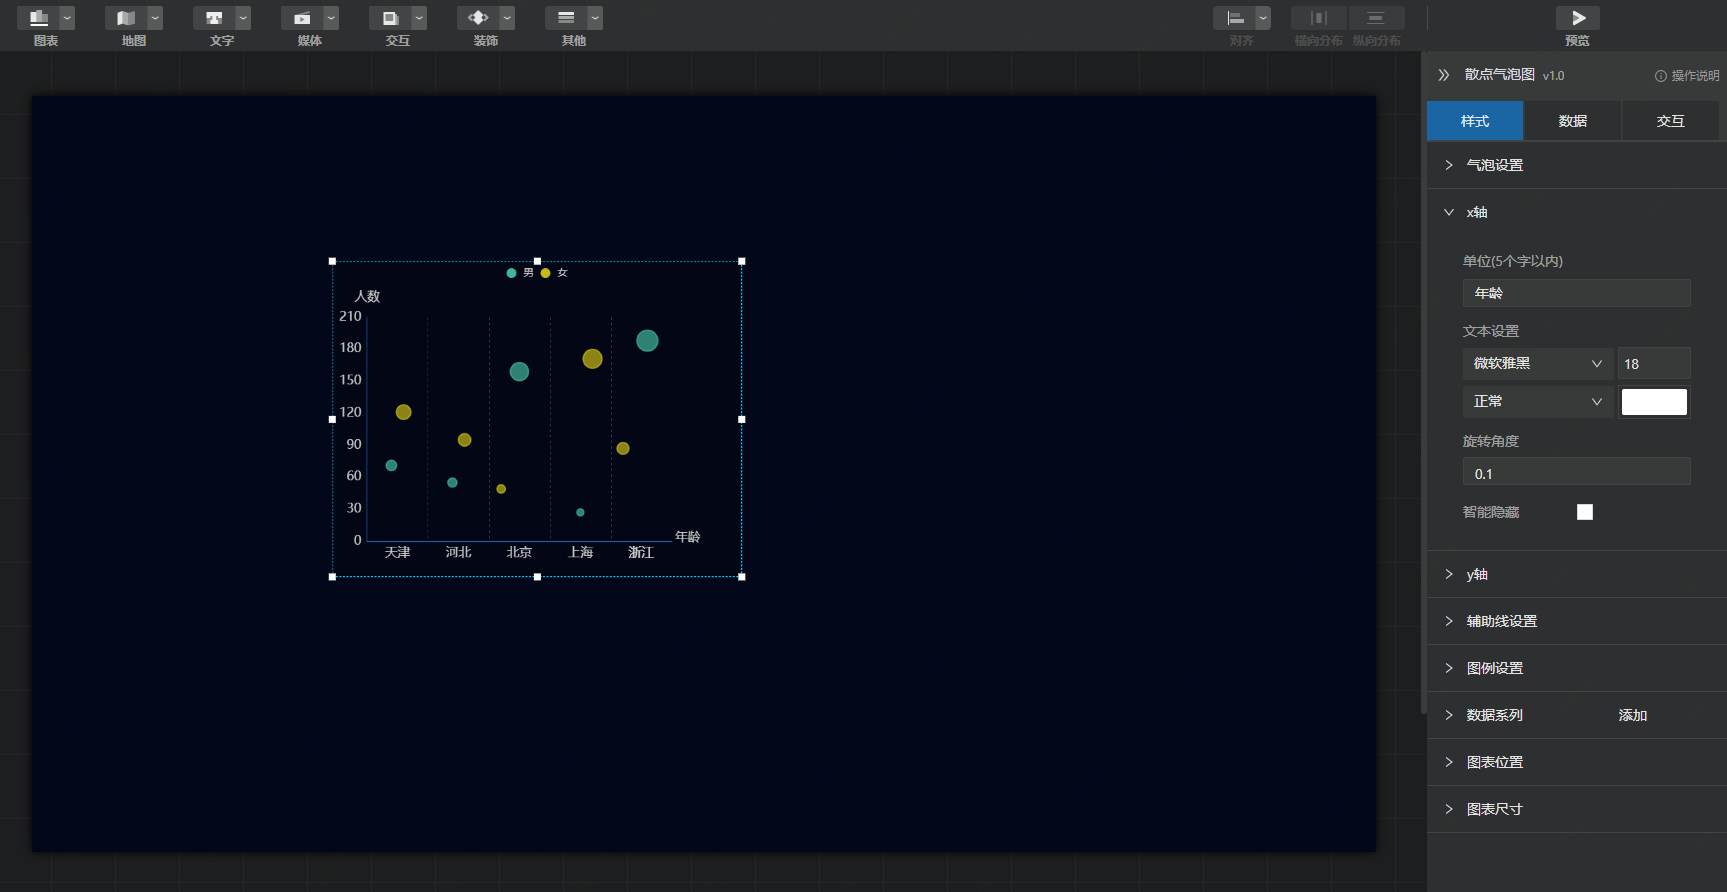 图表 地图 文字 媒体 交互 装饰 其他 对齐 横向分布 纵向分布 预览
散点气泡图 v1.0 操作说明
样式 数据 交互
气泡设置
x轴
单位(5个字以内)
年龄
文本设置
微软雅黑 18
正常
旋转角度
0.1
智能隐藏
y轴
辅助线设置
图例设置
数据系列 添加
图表位置
图表尺寸
男 女
人数
210
180
150
120
90
60
30
0
年龄
天津 河北 北京 上海 浙江